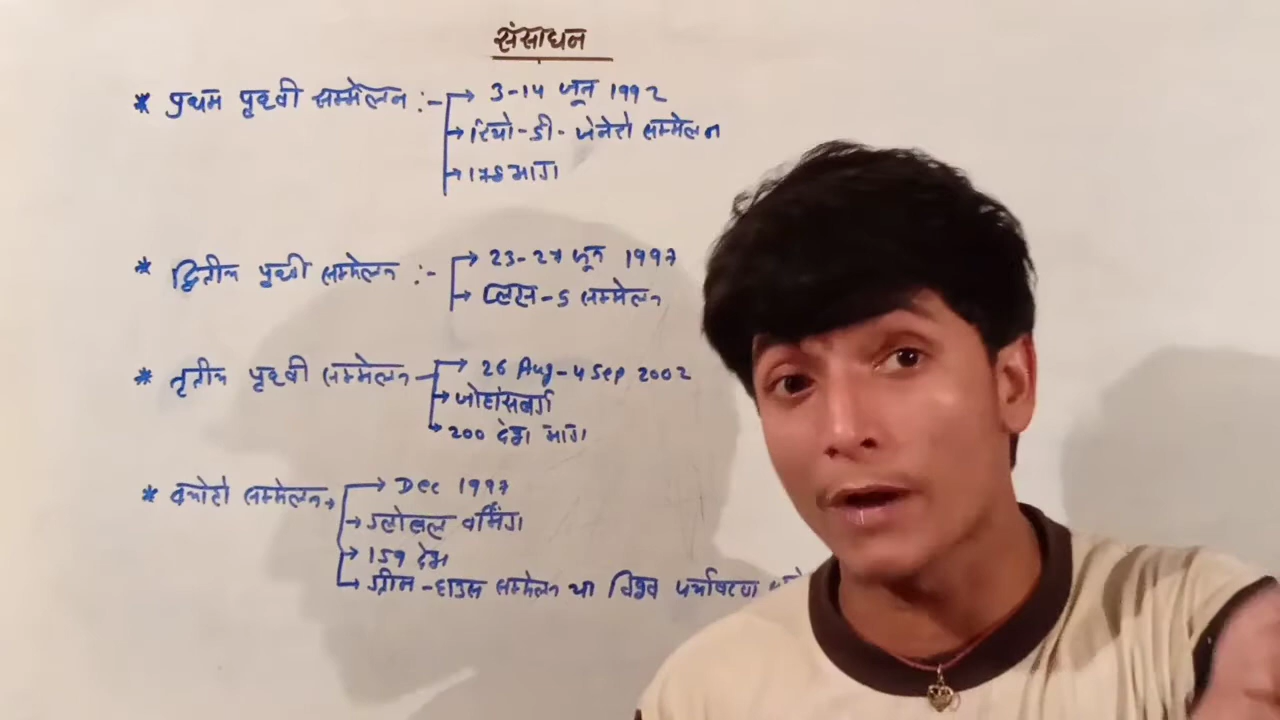 संसाधन
* प्रथम पृथ्वी सम्मेलन :- → 3-14 जून 1992
→ रियो-डी-जेनेरो सम्मेलन
→ 178 भाग
* द्वितीय पृथ्वी सम्मेलन :- → 23-27 जून 1997
→ प्लस-5 सम्मेलन
* तृतीय पृथ्वी सम्मेलन → 26 Aug-4 Sep 2002
→ जोहांसबर्ग
→ 200 देश भाग
* क्योटो सम्मेलन → → Dec 1997
→ ग्लोबल वर्मिंग
→ 159 देश
→ ग्रीन-हाउस सम्मेलन या विश्व पर्यावरण